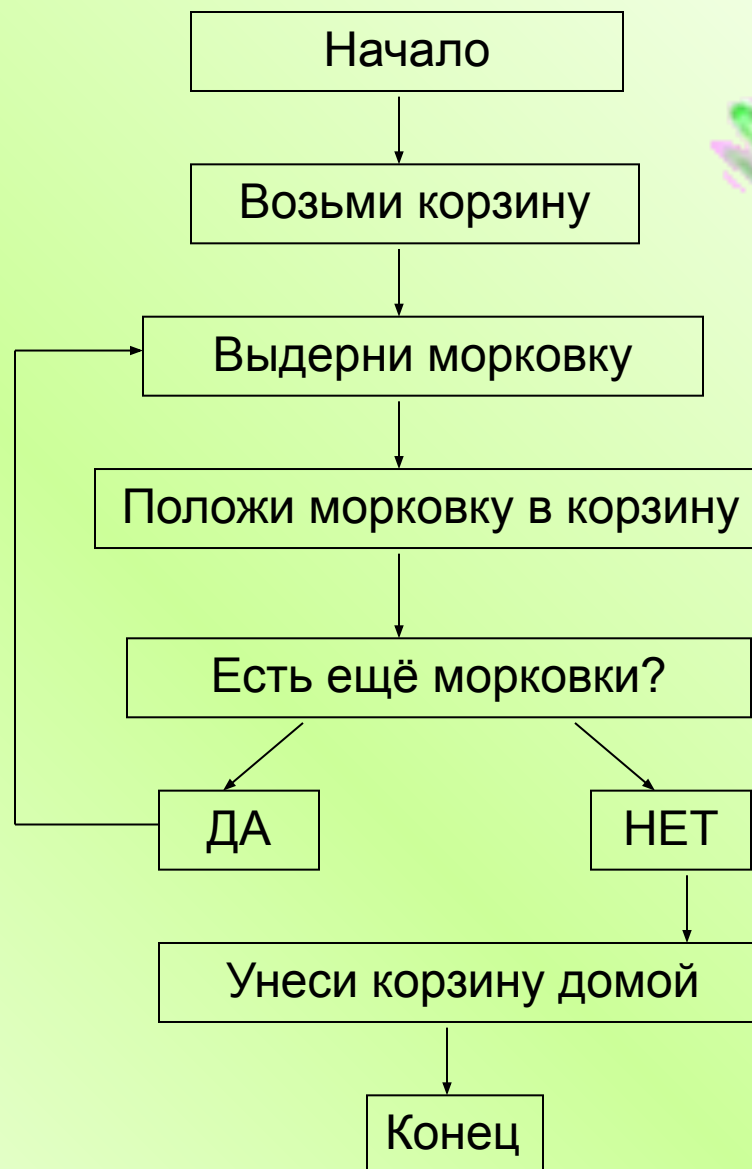 Начало
Возьми корзину
Выдерни морковку
Положи морковку в корзину
Есть ещё морковки?
ДА
НЕТ
Унеси корзину домой
Конец